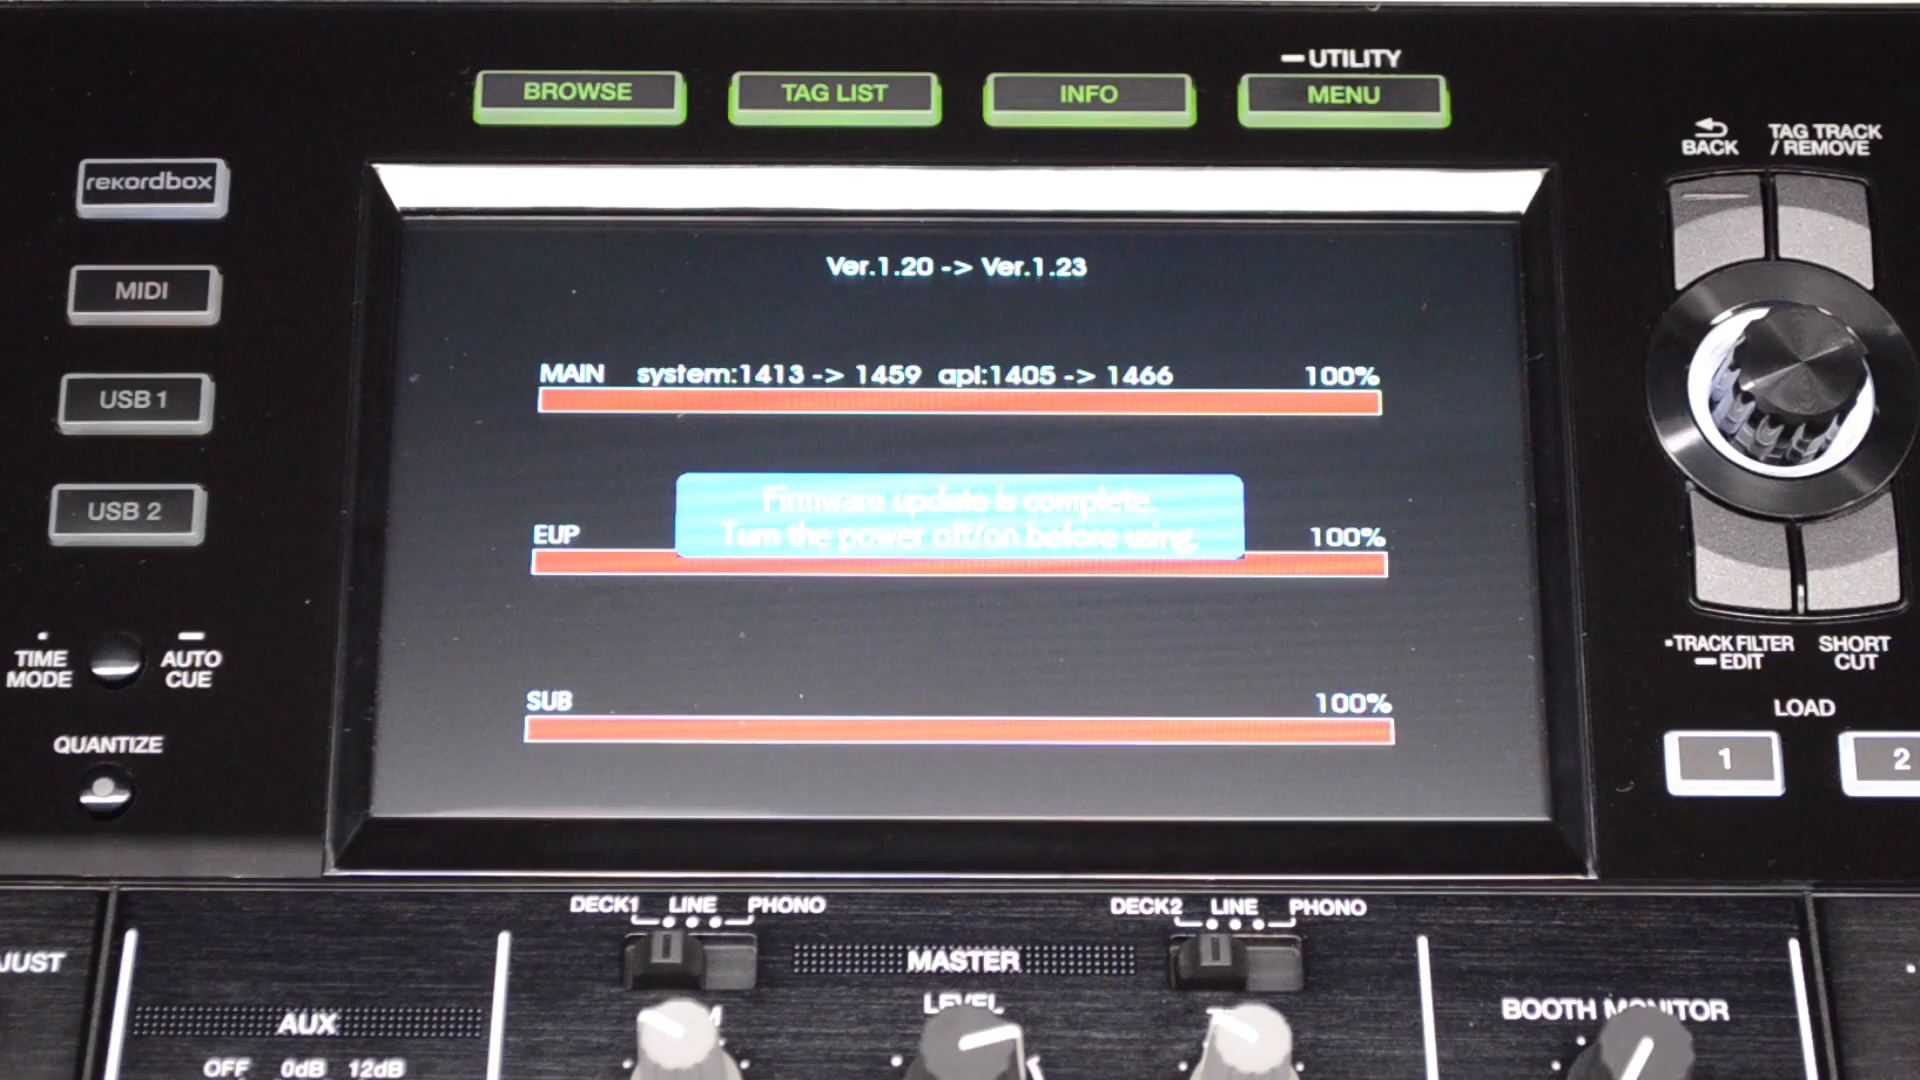 UTILITY
BROWSE
TAG LIST
INFO
MENU
BACK
TAG TRACK
/ REMOVE
rekordbox
MIDI
USB 1
USB 2
TIME
MODE
AUTO
CUE
QUANTIZE
Ver.1.20 -> Ver.1.23
MAIN system:1413 -> 1459 apl:1405 -> 1466 100%
Firmware update is complete.
Turn the power off/on before using.
EUP 100%
SUB 100%
TRACK FILTER
EDIT
SHORT
CUT
LOAD
1
2
DECK1 LINE PHONO
DECK2 LINE PHONO
MASTER
LEVEL
AUX
OFF 0dB 12dB
BOOTH MONITOR